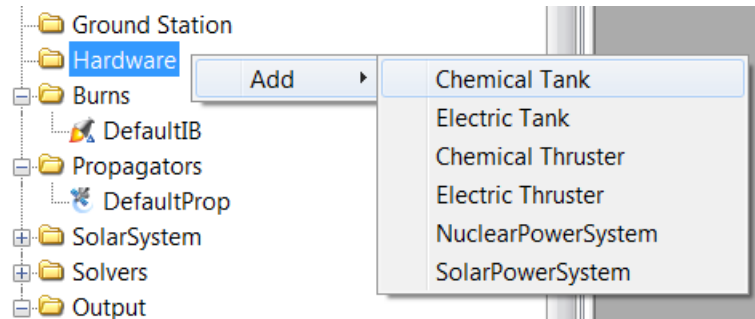 Ground Station
Hardware
Add
Chemical Tank
Electric Tank
Chemical Thruster
Electric Thruster
NuclearPowerSystem
SolarPowerSystem
Burns
DefaultIB
Propagators
DefaultProp
SolarSystem
Solvers
Output